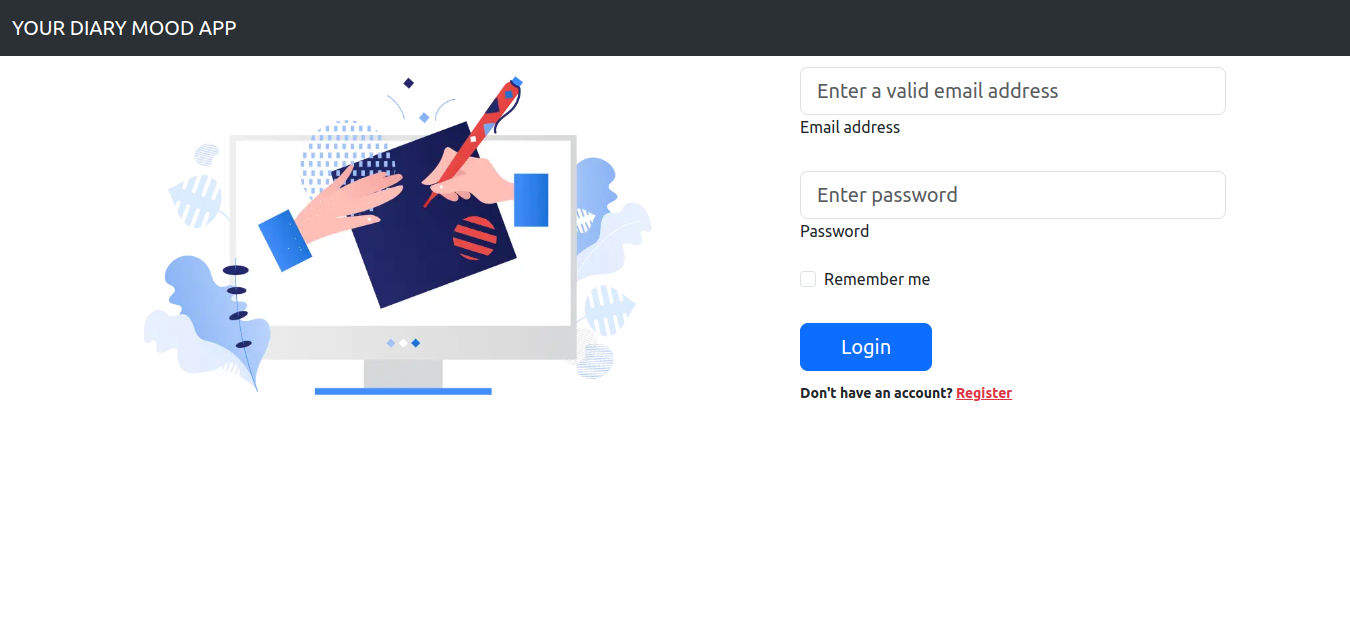 YOUR DIARY MOOD APP
Enter a valid email address
Email address
Enter password
Password
Remember me
Login
Don't have an account? Register